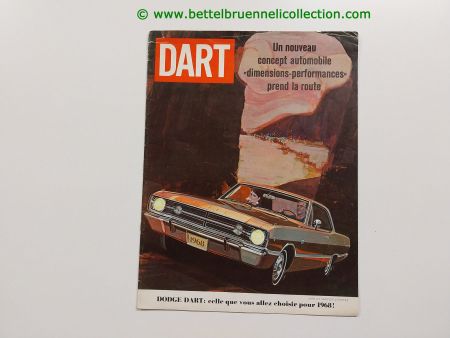 © www.bettelbruennelicollection.com
DART
Un nouveau
concept automobile
«dimensions-performances»
prend la route
1968
DODGE DART: celle que vous allez choisir pour 1968!